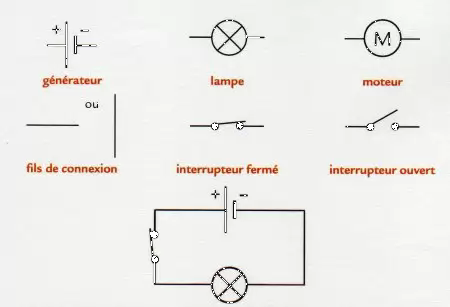 + −
générateur
lampe
M
moteur
ou
fils de connexion
interrupteur fermé
interrupteur ouvert
+ −